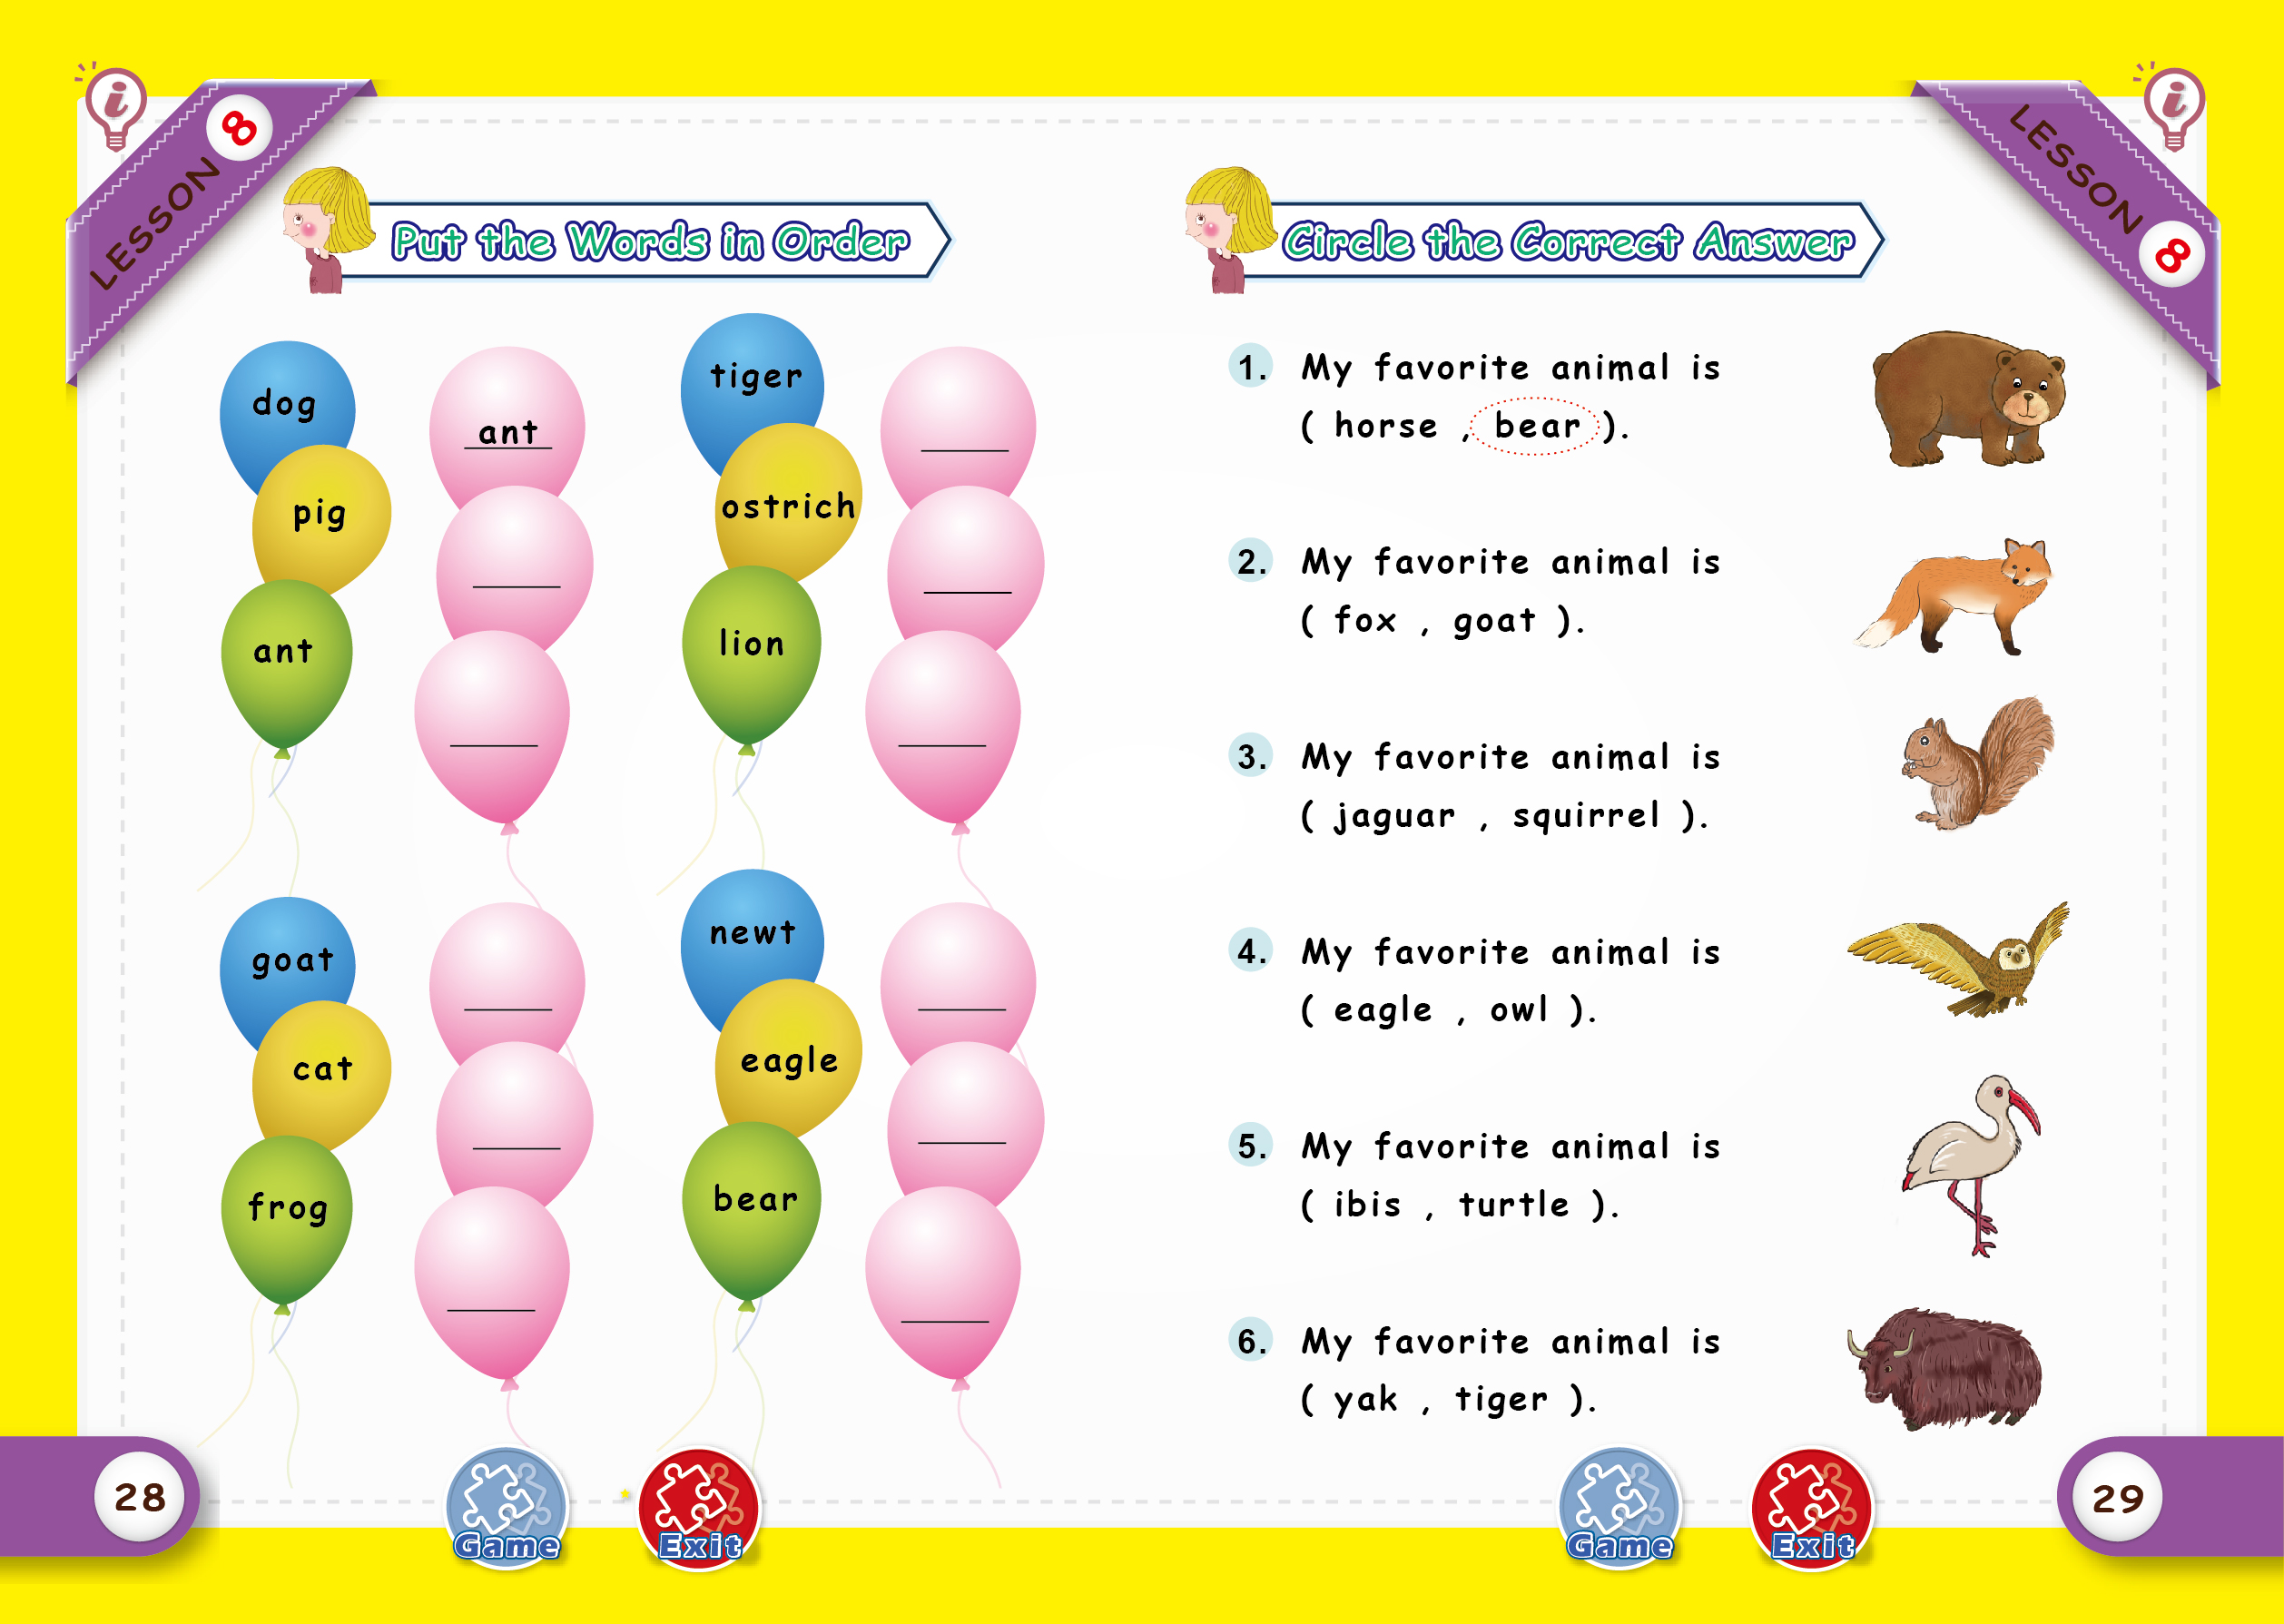 LESSON 8
Put the Words in Order
dog
pig
ant
ant
tiger
ostrich
lion
goat
cat
frog
newt
eagle
bear
28
Game
Exit
LESSON 8
Circle the Correct Answer
1. My favorite animal is
( horse , bear ).
2. My favorite animal is
( fox , goat ).
3. My favorite animal is
( jaguar , squirrel ).
4. My favorite animal is
( eagle , owl ).
5. My favorite animal is
( ibis , turtle ).
6. My favorite animal is
( yak , tiger ).
Game
Exit
29